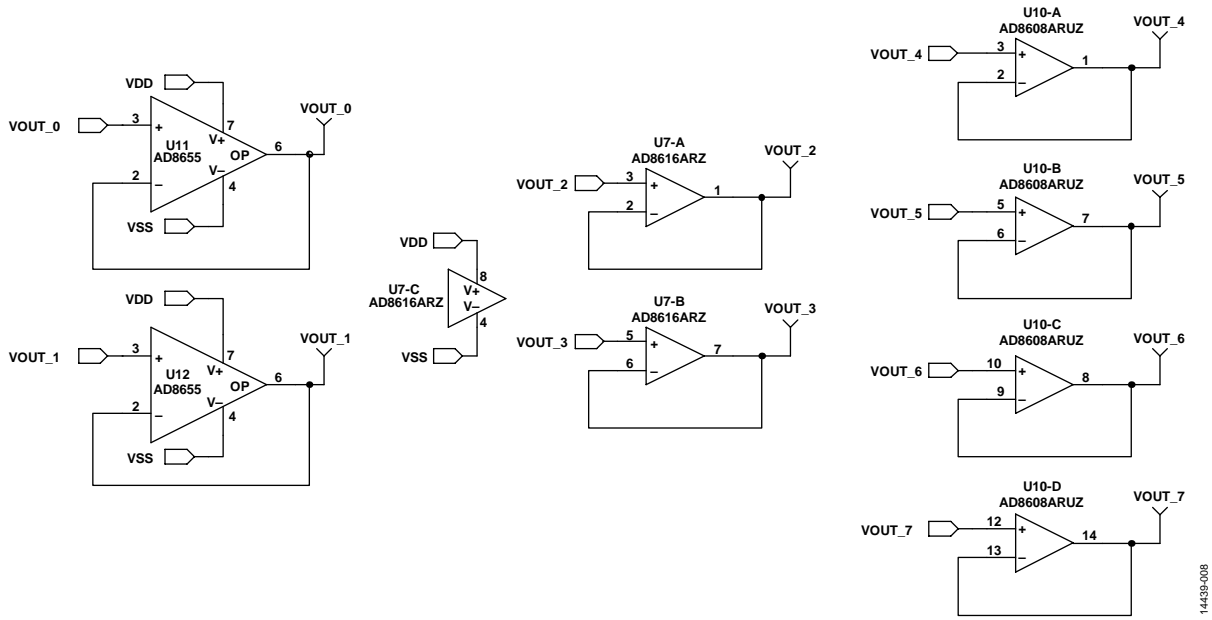 VDD
VOUT_0
3
+
U11
AD8655
7
V+
OP
V–
6
VOUT_0
2
–
4
VSS
VDD
VOUT_1
3
+
U12
AD8655
7
V+
OP
V–
6
VOUT_1
2
–
4
VSS
VDD
8
U7-C
AD8616ARZ
V+
V–
4
VSS
U7-A
AD8616ARZ
VOUT_2
3
+
2
–
1
VOUT_2
U7-B
AD8616ARZ
VOUT_3
5
+
6
–
7
VOUT_3
U10-A
AD8608ARUZ
VOUT_4
3
+
2
–
1
VOUT_4
U10-B
AD8608ARUZ
VOUT_5
5
+
6
–
7
VOUT_5
U10-C
AD8608ARUZ
VOUT_6
10
+
9
–
8
VOUT_6
U10-D
AD8608ARUZ
VOUT_7
12
+
13
–
14
VOUT_7
14439-008